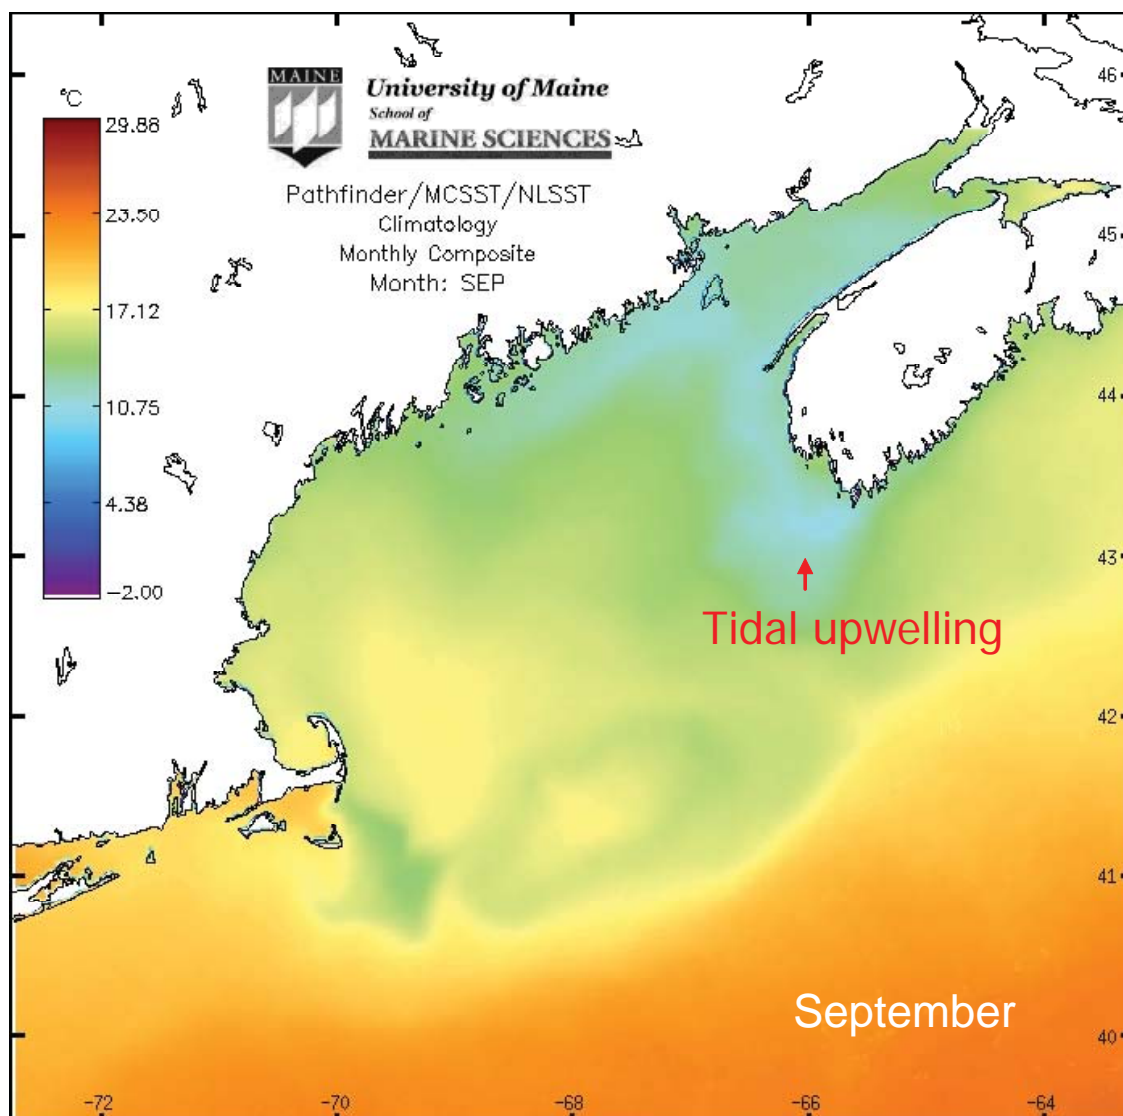 MAINE
University of Maine
School of
MARINE SCIENCES
Pathfinder/MCSST/NLSST
Climatology
Monthly Composite
Month: SEP
°C
29.88
23.50
17.12
10.75
4.38
-2.00
46
45
44
43
Tidal upwelling
42
41
September
40
-72
-70
-68
-66
-64